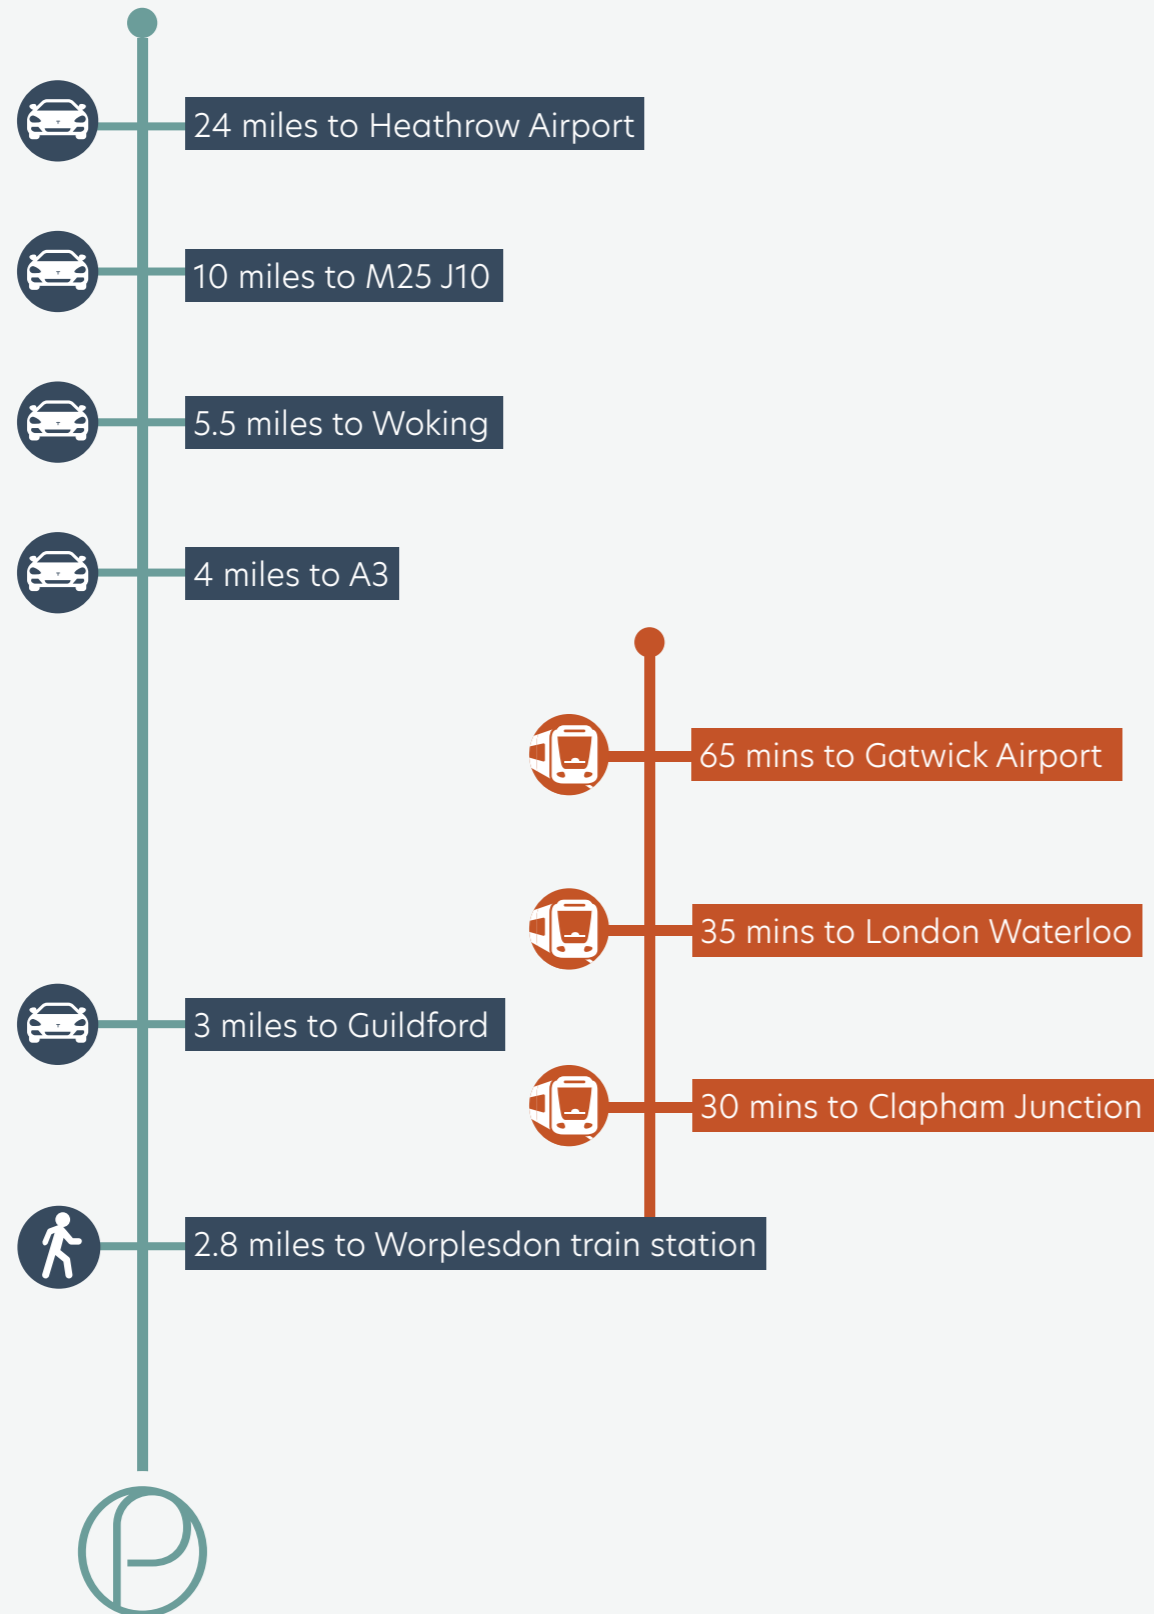 24 miles to Heathrow Airport
10 miles to M25 J10
5.5 miles to Woking
4 miles to A3
65 mins to Gatwick Airport
35 mins to London Waterloo
3 miles to Guildford
30 mins to Clapham Junction
2.8 miles to Worplesdon train station
P